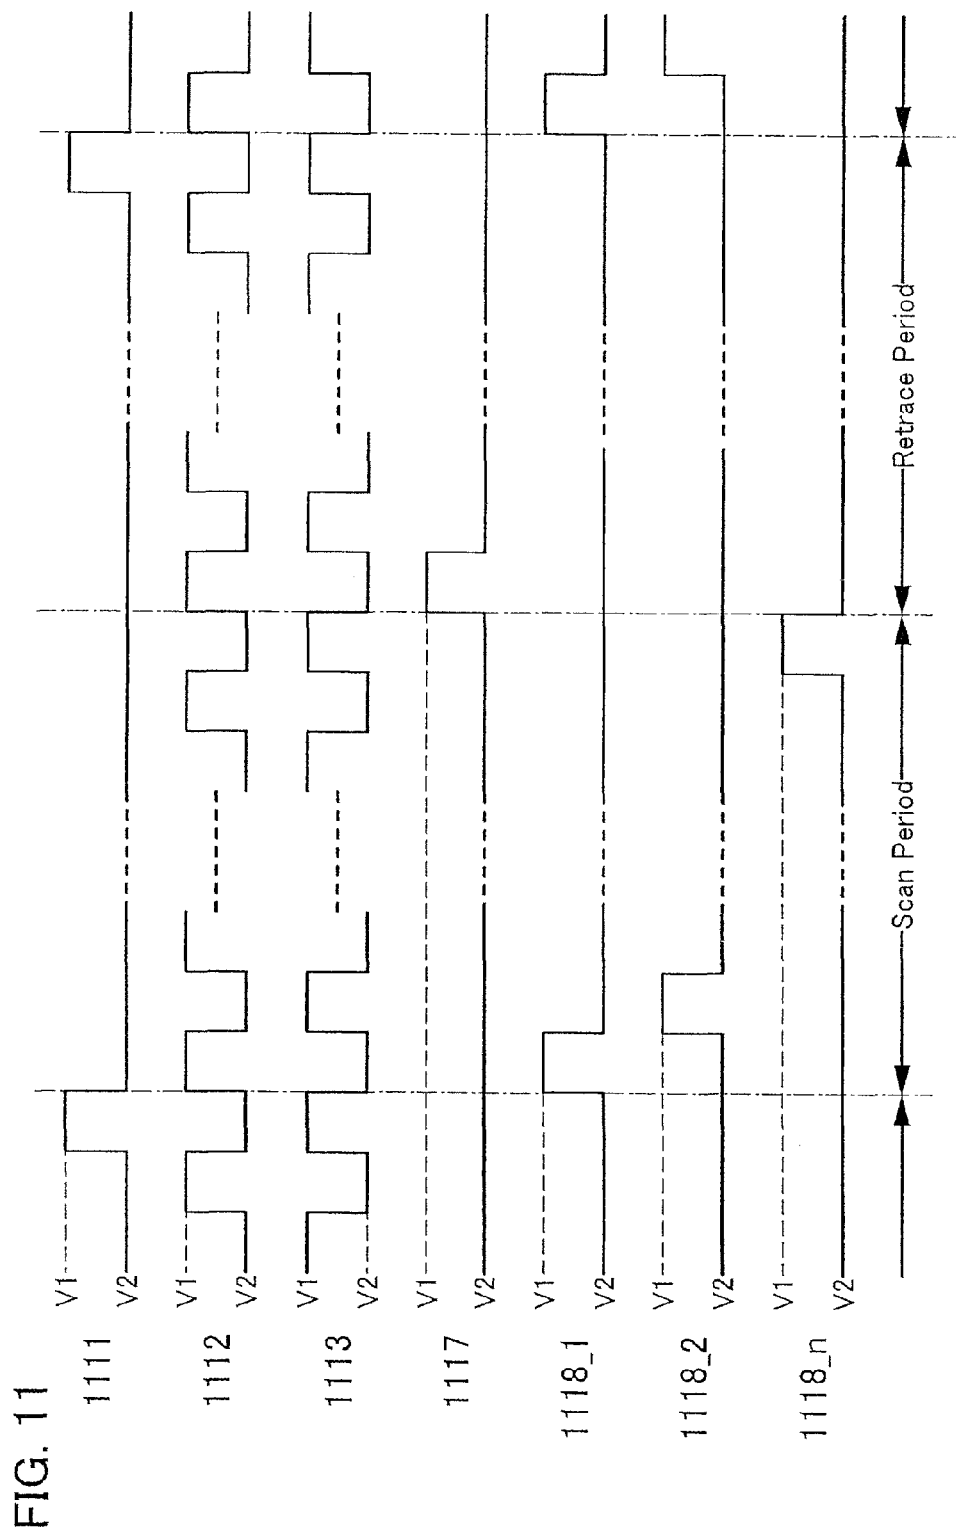 FIG. 11
1111
V1
V2
1112
V1
V2
1113
V1
V2
1117
V1
V2
1118_1
V1
V2
1118_2
V1
V2
1118_n
V1
V2
Scan Period
Retrace Period